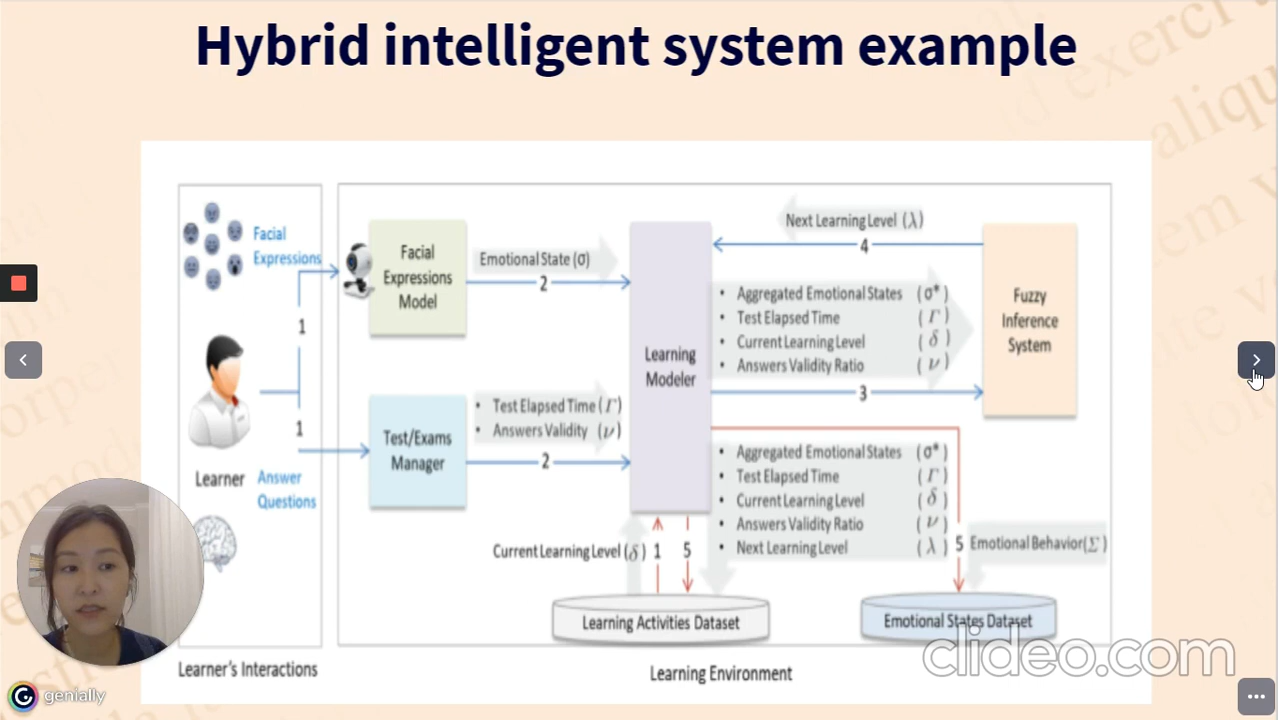 Hybrid intelligent system example
Facial
Expressions
Facial
Expressions
Model
Emotional State (σ)
2
Next Learning Level (λ)
4
• Aggregated Emotional States (σ*)
• Test Elapsed Time (Γ)
• Current Learning Level (δ)
• Answers Validity Ratio (ν)
3
Fuzzy
Inference
System
Learning
Modeler
1
1
Learner
Answer
Questions
Test/Exams
Manager
• Test Elapsed Time (Γ)
• Answers Validity (ν)
2
• Aggregated Emotional States (σ*)
• Test Elapsed Time (Γ)
• Current Learning Level (δ)
• Answers Validity Ratio (ν)
• Next Learning Level (λ)
5 Emotional Behavior(Σ)
Current Learning Level (δ) 1 5
Learning Activities Dataset
Emotional States Dataset
Learner's Interactions
Learning Environment
clideo.com
genially